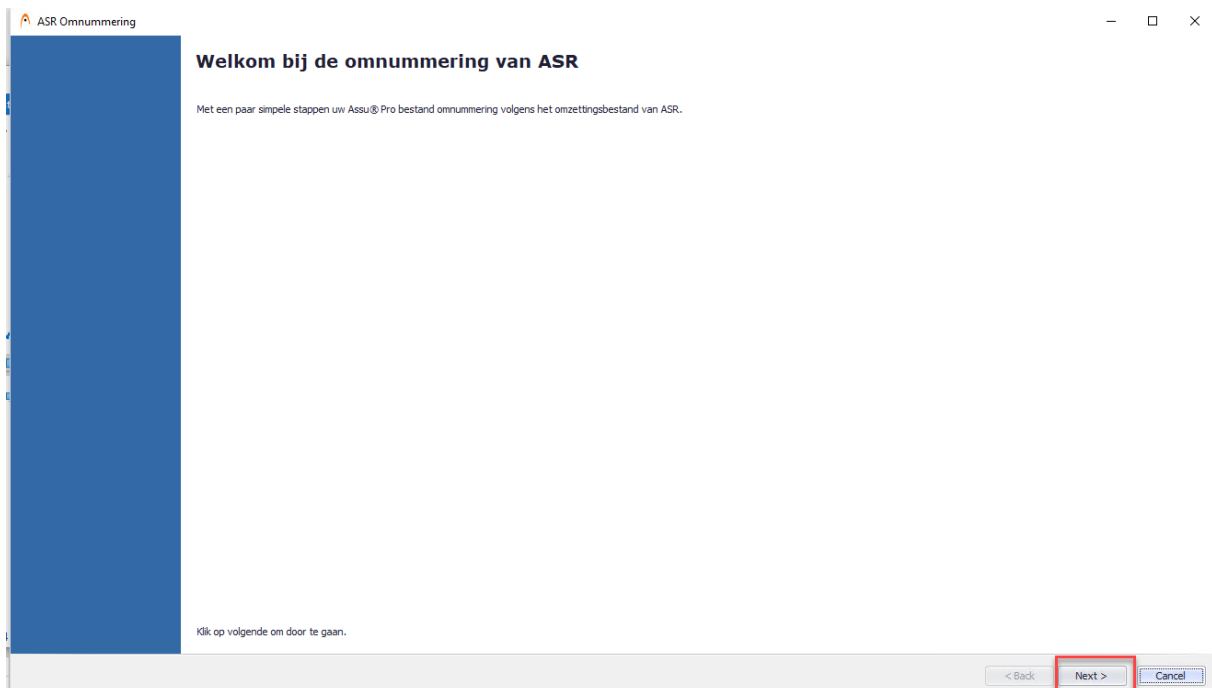 ASR Omnummering
Welkom bij de omnummering van ASR
Met een paar simpele stappen uw Assu® Pro bestand omnummering volgens het omzettingsbestand van ASR.
Klik op volgende om door te gaan.
< Back Next > Cancel